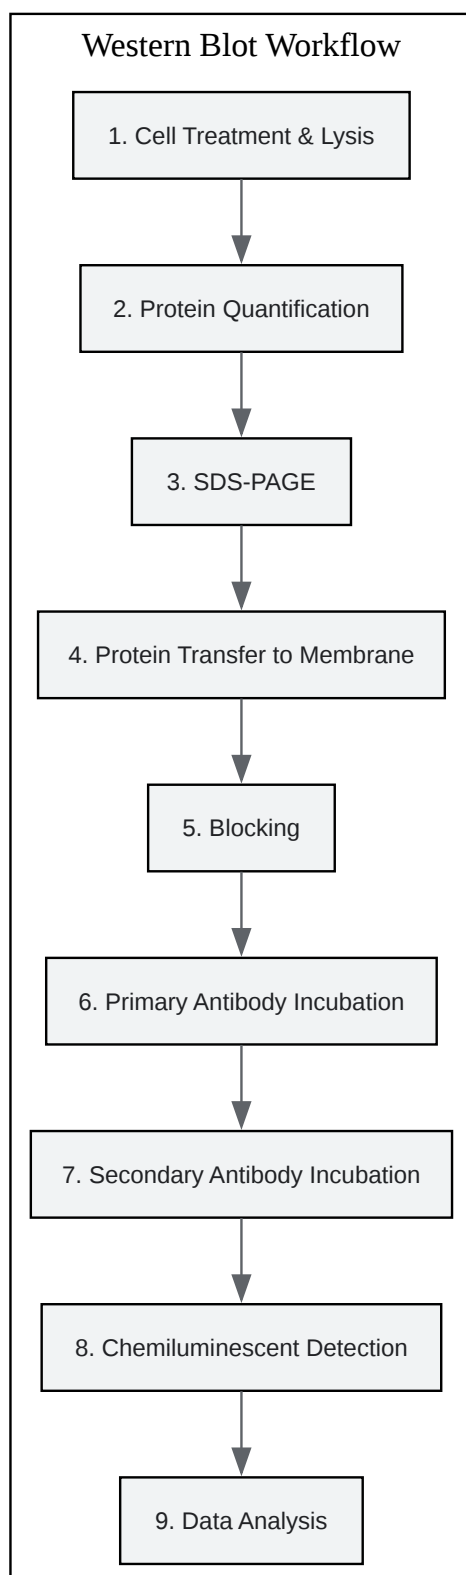 Western Blot Workflow
1. Cell Treatment & Lysis
2. Protein Quantification
3. SDS-PAGE
4. Protein Transfer to Membrane
5. Blocking
6. Primary Antibody Incubation
7. Secondary Antibody Incubation
8. Chemiluminescent Detection
9. Data Analysis